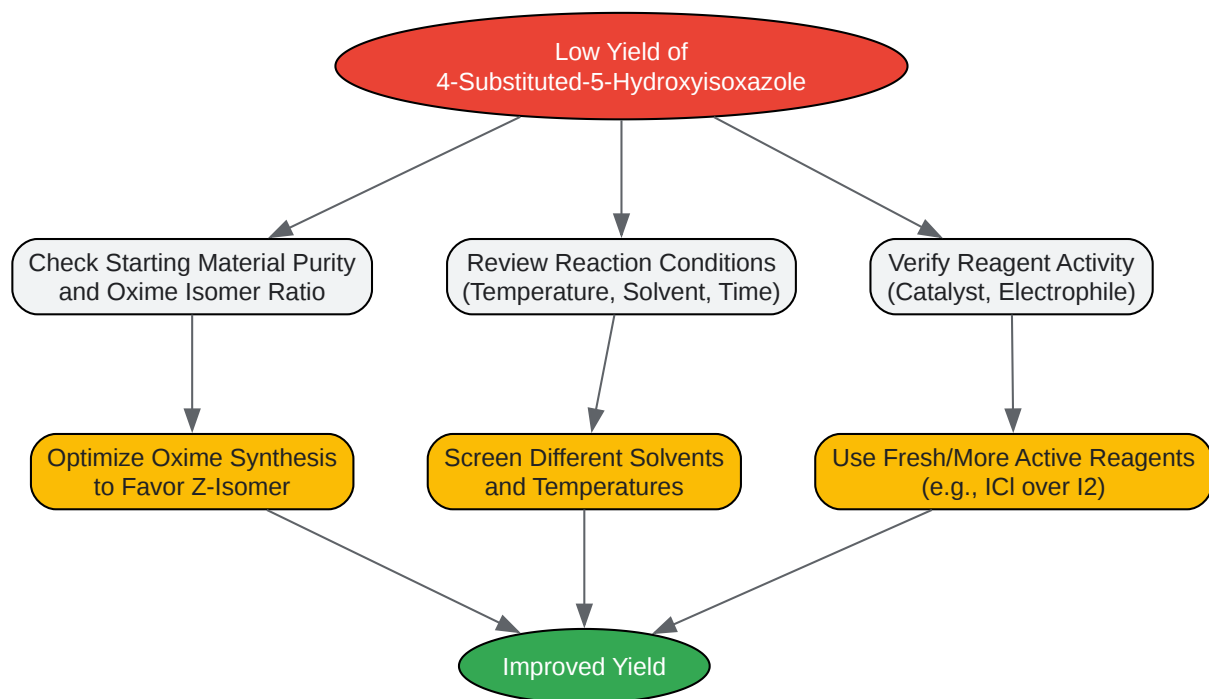 Low Yield of
4-Substituted-5-Hydroxyisoxazole
Check Starting Material Purity
and Oxime Isomer Ratio
Review Reaction Conditions
(Temperature, Solvent, Time)
Verify Reagent Activity
(Catalyst, Electrophile)
Optimize Oxime Synthesis
to Favor Z-Isomer
Screen Different Solvents
and Temperatures
Use Fresh/More Active Reagents
(e.g., ICl over I2)
Improved Yield